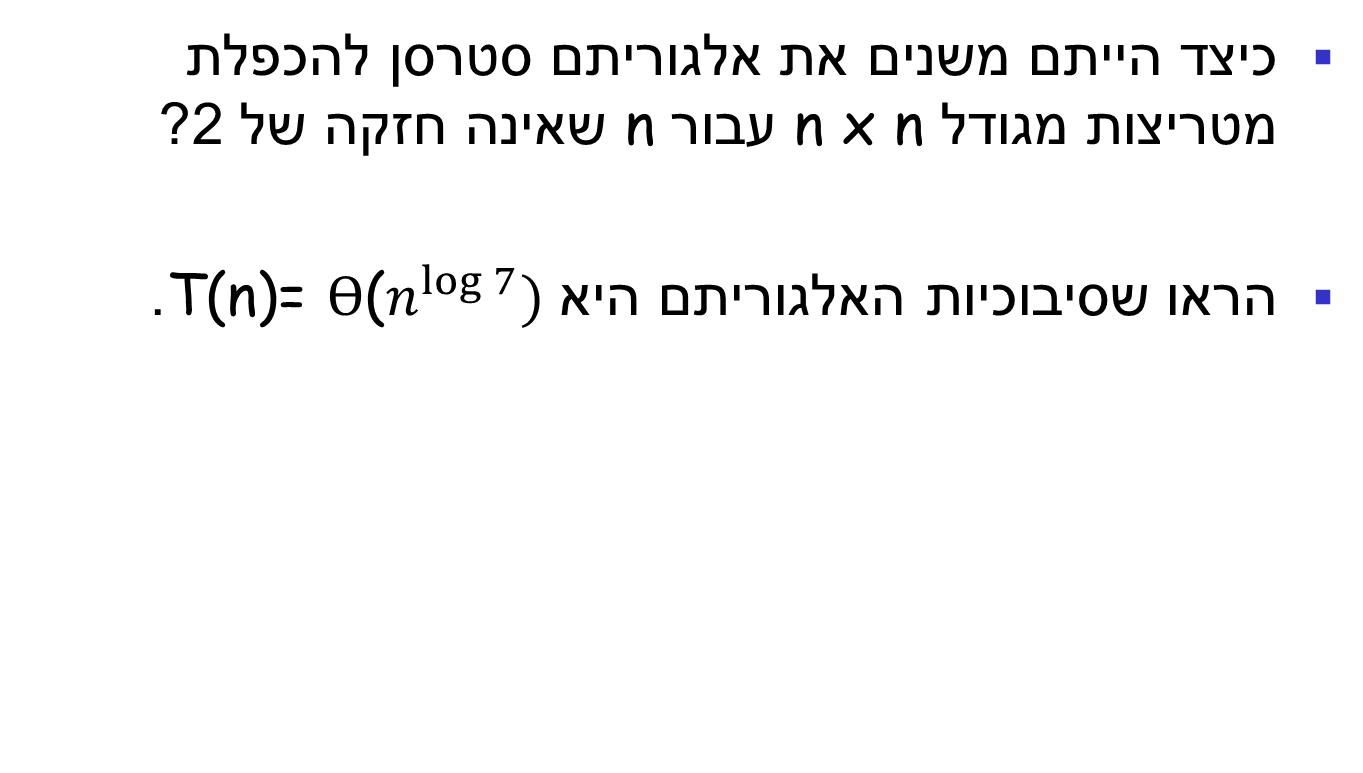 ▪ כיצד הייתם משנים את אלגוריתם סטרסן להכפלת
מטריצות מגודל n x n עבור n שאינה חזקה של 2?
▪ הראו שסיבוכיות האלגוריתם היא T(n)= Θ(n^{log 7}).